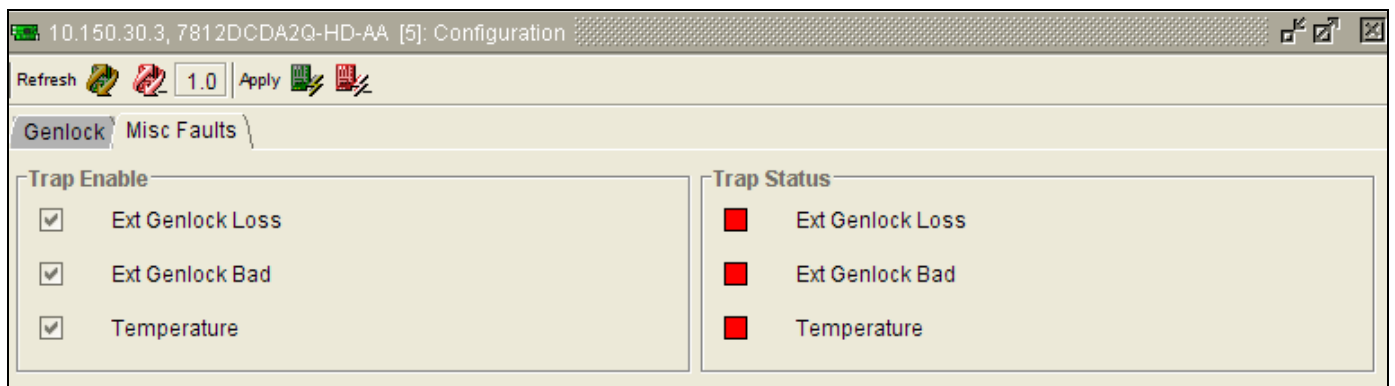 10.150.30.3, 7812DCDA2Q-HD-AA [5]: Configuration
Refresh 1.0 Apply
Genlock Misc Faults
Trap Enable
Ext Genlock Loss
Ext Genlock Bad
Temperature
Trap Status
Ext Genlock Loss
Ext Genlock Bad
Temperature